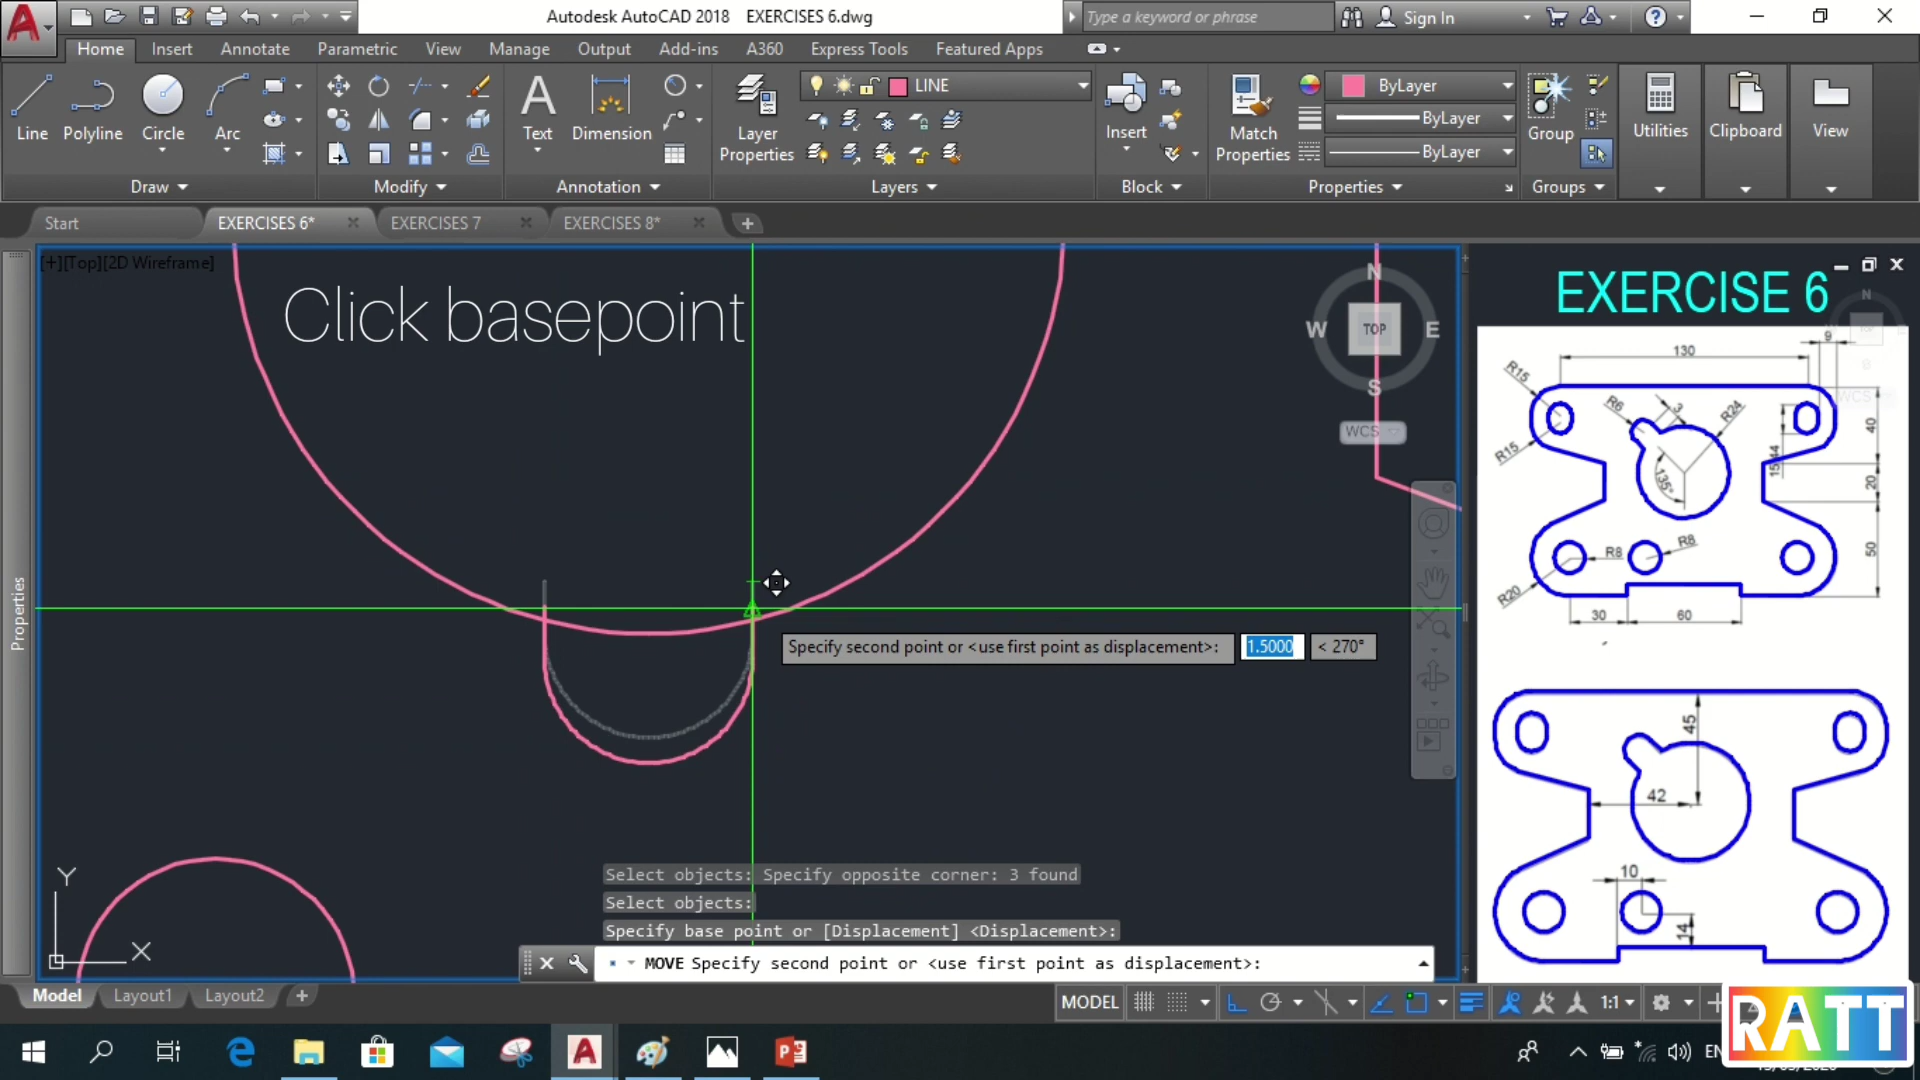 Autodesk AutoCAD 2018 EXERCISES 6.dwg
Type a keyword or phrase
Sign In
Home Insert Annotate Parametric View Manage Output Add-ins A360 Express Tools Featured Apps
LINE
ByLayer
ByLayer
ByLayer
Line Polyline Circle Arc
Text Dimension
Layer Properties
Insert
Match Properties
Group
Utilities Clipboard View
Draw Modify Annotation Layers Block Properties Groups
Start EXERCISES 6* EXERCISES 7 EXERCISES 8*
[+][Top][2D Wireframe]
Click basepoint
N
W TOP E
S
WCS
Properties
Specify second point or <use first point as displacement>: 1.5000 < 270°
Select objects: Specify opposite corner: 3 found
Select objects:
Specify base point or [Displacement] <Displacement>:
MOVE Specify second point or <use first point as displacement>:
Y
X
EXERCISE 6
N
WCS
130
9
R15
R6
3
R24
40
R15
15
44
135°
20
R8
R8
50
R20
30
60
45
42
10
14
Model Layout1 Layout2
MODEL
1:1
RATT